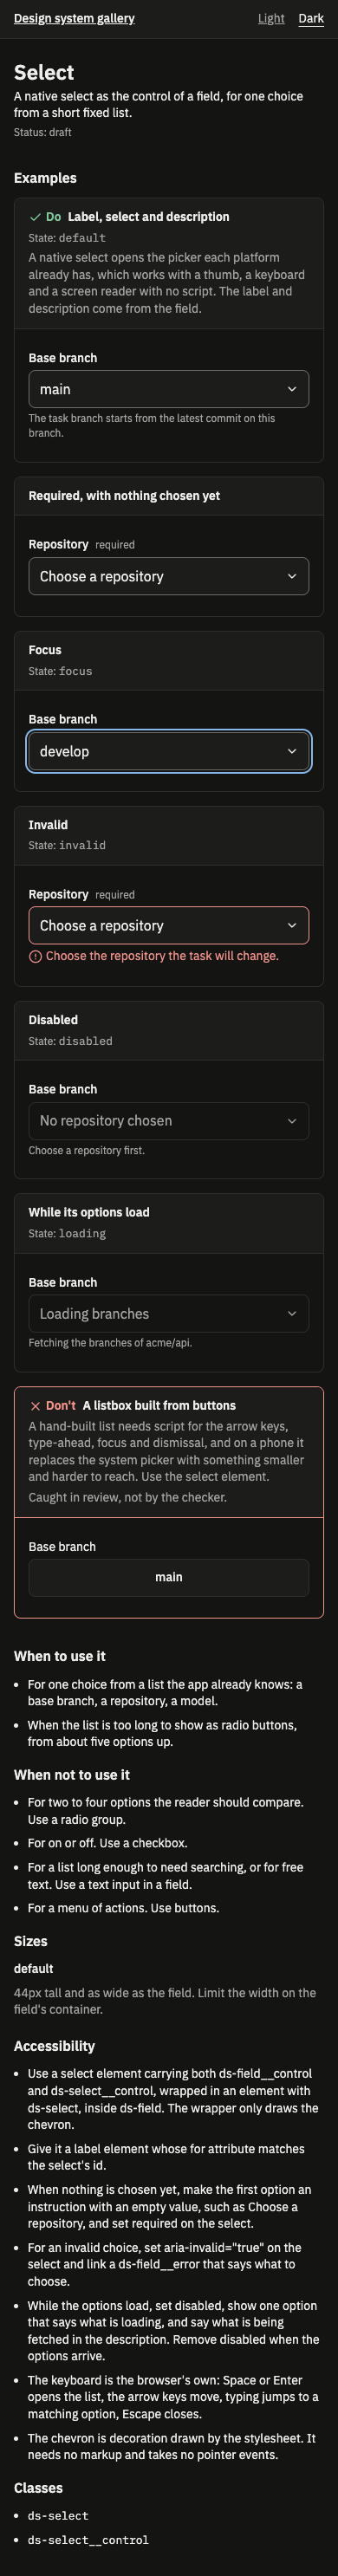 Design system gallery Light Dark
Select
A native select as the control of a field, for one choice
from a short fixed list.
Status: draft
Examples
Do Label, select and description
State: default
A native select opens the picker each platform
already has, which works with a thumb, a keyboard
and a screen reader with no script. The label and
description come from the field.
Base branch
main
The task branch starts from the latest commit on this
branch.
Required, with nothing chosen yet
Repository required
Choose a repository
Focus
State: focus
Base branch
develop
Invalid
State: invalid
Repository required
Choose a repository
Choose the repository the task will change.
Disabled
State: disabled
Base branch
No repository chosen
Choose a repository first.
While its options load
State: loading
Base branch
Loading branches
Fetching the branches of acme/api.
Don't A listbox built from buttons
A hand-built list needs script for the arrow keys,
type-ahead, focus and dismissal, and on a phone it
replaces the system picker with something smaller
and harder to reach. Use the select element.
Caught in review, not by the checker.
Base branch
main
When to use it
• For one choice from a list the app already knows: a
base branch, a repository, a model.
• When the list is too long to show as radio buttons,
from about five options up.
When not to use it
• For two to four options the reader should compare.
Use a radio group.
• For on or off. Use a checkbox.
• For a list long enough to need searching, or for free
text. Use a text input in a field.
• For a menu of actions. Use buttons.
Sizes
default
44px tall and as wide as the field. Limit the width on the
field's container.
Accessibility
• Use a select element carrying both ds-field__control
and ds-select__control, wrapped in an element with
ds-select, inside ds-field. The wrapper only draws the
chevron.
• Give it a label element whose for attribute matches
the select's id.
• When nothing is chosen yet, make the first option an
instruction with an empty value, such as Choose a
repository, and set required on the select.
• For an invalid choice, set aria-invalid="true" on the
select and link a ds-field__error that says what to
choose.
• While the options load, set disabled, show one option
that says what is loading, and say what is being
fetched in the description. Remove disabled when the
options arrive.
• The keyboard is the browser's own: Space or Enter
opens the list, the arrow keys move, typing jumps to a
matching option, Escape closes.
• The chevron is decoration drawn by the stylesheet. It
needs no markup and takes no pointer events.
Classes
• ds-select
• ds-select__control